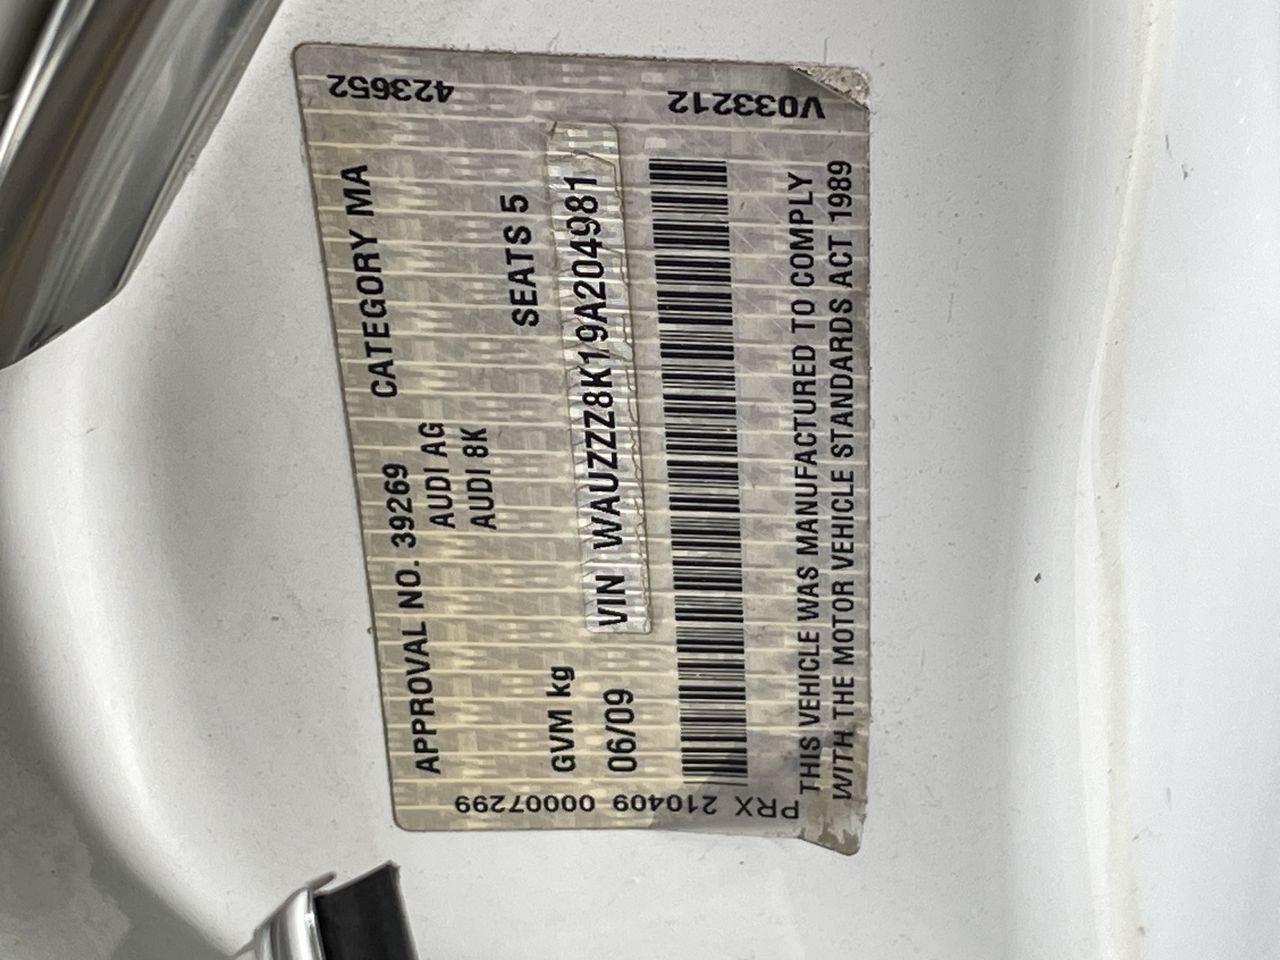 APPROVAL NO. 39269 CATEGORY MA
AUDI AG
AUDI 8K
SEATS 5
GVM kg
06/09 VIN WAUZZZ8K19A204981
THIS VEHICLE WAS MANUFACTURED TO COMPLY
WITH THE MOTOR VEHICLE STANDARDS ACT 1989
PRX 210409 00007299
V033212 423652